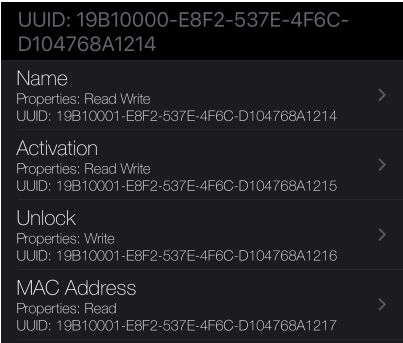 UUID: 19B10000-E8F2-537E-4F6C-
D104768A1214
Name
Properties: Read Write
UUID: 19B10001-E8F2-537E-4F6C-D104768A1214
Activation
Properties: Read Write
UUID: 19B10001-E8F2-537E-4F6C-D104768A1215
Unlock
Properties: Write
UUID: 19B10001-E8F2-537E-4F6C-D104768A1216
MAC Address
Properties: Read
UUID: 19B10001-E8F2-537E-4F6C-D104768A1217